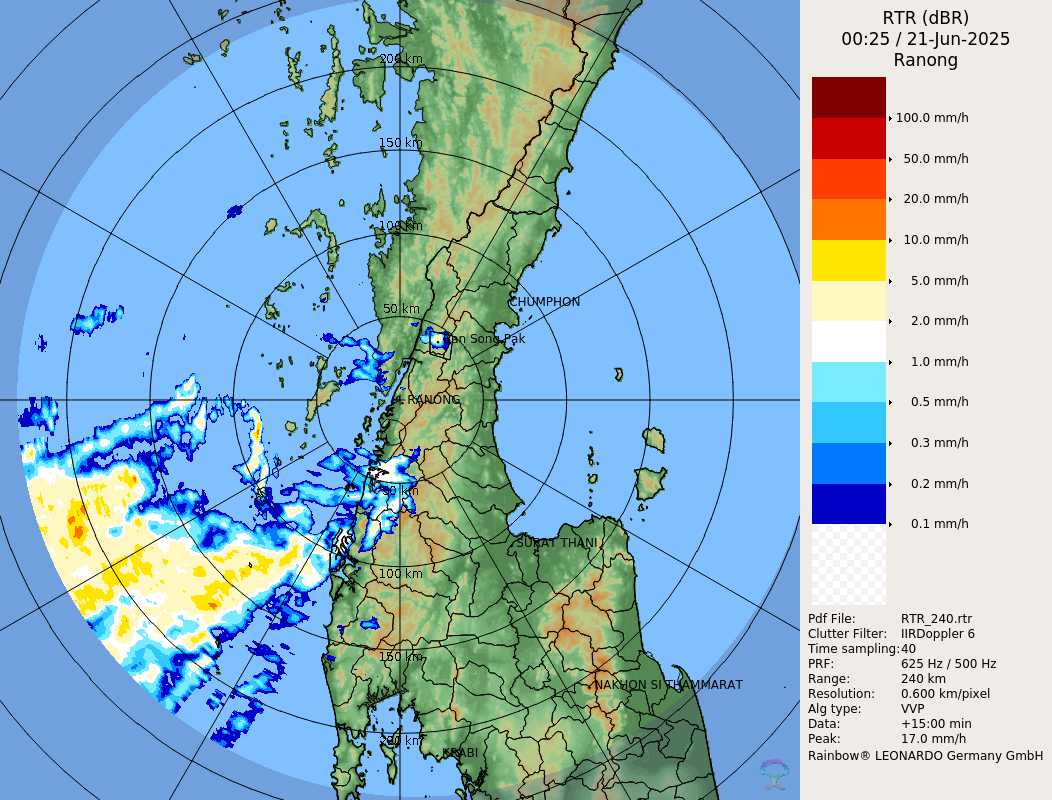 RTR (dBR)
00:25 / 21-Jun-2025
Ranong
100.0 mm/h
50.0 mm/h
20.0 mm/h
10.0 mm/h
5.0 mm/h
2.0 mm/h
1.0 mm/h
0.5 mm/h
0.3 mm/h
0.2 mm/h
0.1 mm/h
Pdf File: RTR_240.rtr
Clutter Filter: IIRDoppler 6
Time sampling: 40
PRF: 625 Hz / 500 Hz
Range: 240 km
Resolution: 0.600 km/pixel
Alg type: VVP
Data: +15:00 min
Peak: 17.0 mm/h
Rainbow® LEONARDO Germany GmbH
200 km
150 km
100 km
50 km
CHUMPHON
Song Pak
RANONG
50 km
SURAT THANI
100 km
150 km
NAKHON SI THAMMARAT
200 km
KRABI